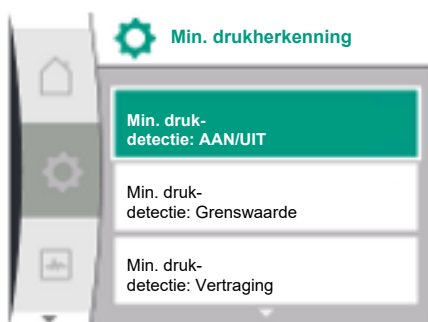 Min. drukherkenning
Min. druk-
detectie: AAN/UIT
Min. druk-
detectie: Grenswaarde
Min. druk-
detectie: Vertraging